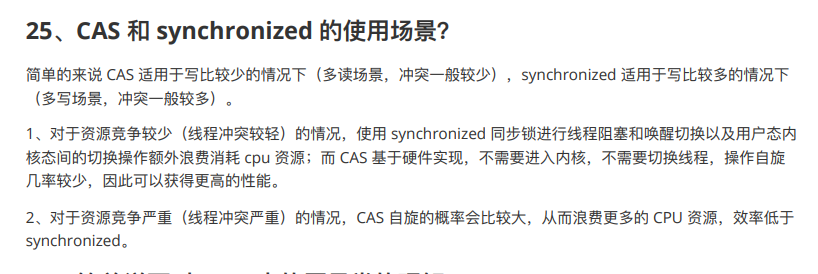 25、CAS 和 synchronized 的使用场景?
简单的来说 CAS 适用于写比较少的情况下（多读场景，冲突一般较少），synchronized 适用于写比较多的情况下
（多写场景，冲突一般较多）。
1、对于资源竞争较少（线程冲突较轻）的情况，使用 synchronized 同步锁进行线程阻塞和唤醒切换以及用户态内
核态间的切换操作额外浪费消耗 cpu 资源；而 CAS 基于硬件实现，不需要进入内核，不需要切换线程，操作自旋
几率较少，因此可以获得更高的性能。
2、对于资源竞争严重（线程冲突严重）的情况，CAS 自旋的概率会比较大，从而浪费更多的 CPU 资源，效率低于
synchronized。